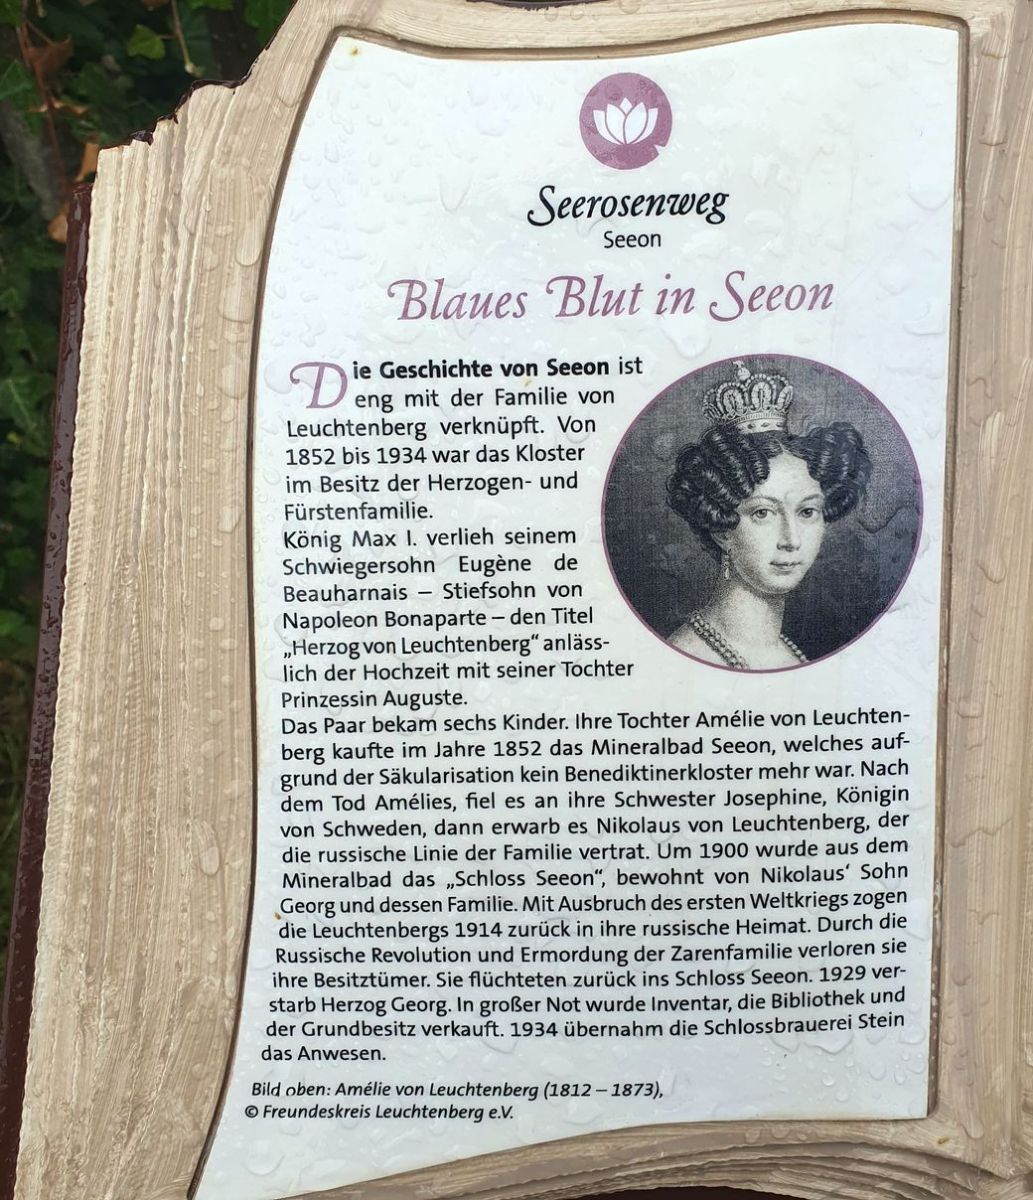 Seerosenweg
Seeon
Blaues Blut in Seeon
Die Geschichte von Seeon ist
eng mit der Familie von
Leuchtenberg verknüpft. Von
1852 bis 1934 war das Kloster
im Besitz der Herzogen- und
Fürstenfamilie.
König Max I. verlieh seinem
Schwiegersohn Eugène de
Beauharnais – Stiefsohn von
Napoleon Bonaparte – den Titel
„Herzog von Leuchtenberg“ anläss-
lich der Hochzeit mit seiner Tochter
Prinzessin Auguste.
Das Paar bekam sechs Kinder. Ihre Tochter Amélie von Leuchten-
berg kaufte im Jahre 1852 das Mineralbad Seeon, welches auf-
grund der Säkularisation kein Benediktinerkloster mehr war. Nach
dem Tod Amélies, fiel es an ihre Schwester Josephine, Königin
von Schweden, dann erwarb es Nikolaus von Leuchtenberg, der
die russische Linie der Familie vertrat. Um 1900 wurde aus dem
Mineralbad das „Schloss Seeon“, bewohnt von Nikolaus‘ Sohn
Georg und dessen Familie. Mit Ausbruch des ersten Weltkriegs zogen
die Leuchtenbergs 1914 zurück in ihre russische Heimat. Durch die
Russische Revolution und Ermordung der Zarenfamilie verloren sie
ihre Besitztümer. Sie flüchteten zurück ins Schloss Seeon. 1929 ver-
starb Herzog Georg. In großer Not wurde Inventar, die Bibliothek und
der Grundbesitz verkauft. 1934 übernahm die Schlossbrauerei Stein
das Anwesen.
Bild oben: Amélie von Leuchtenberg (1812 – 1873),
© Freundeskreis Leuchtenberg e.V.